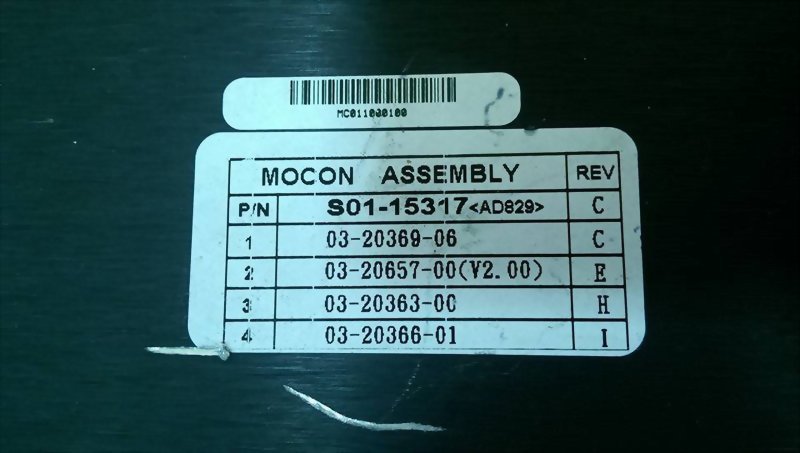 MC011000100
MOCON ASSEMBLY REV
P/N S01-15317<AD829> C
1 03-20369-06 C
2 03-20657-00(V2.00) E
3 03-20363-00 H
4 03-20366-01 I